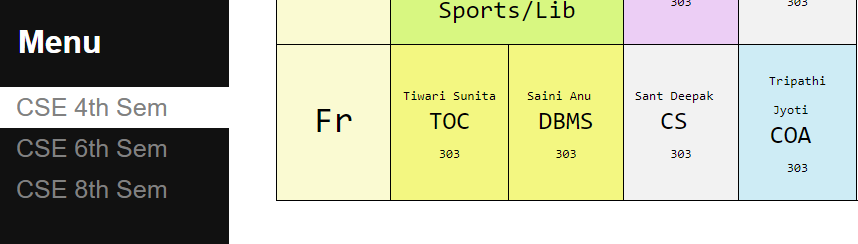 Menu
CSE 4th Sem
CSE 6th Sem
CSE 8th Sem
Sports/Lib
303
303
Fr
Tiwari Sunita
TOC
303
Saini Anu
DBMS
303
Sant Deepak
CS
303
Tripathi
Jyoti
COA
303